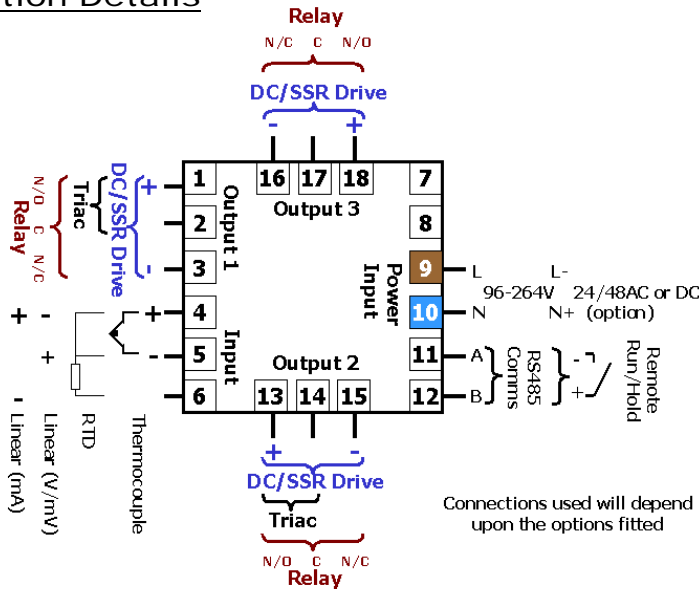 tion Details
Relay
N/C C N/O
DC/SSR Drive
- +
16 17 18
Output 3
7
8
9
10
11
12
Power Input
L L-
96-264V 24/48AC or DC
N N+ (option)
A
B
RS485 Comms
-
+
Remote Run/Hold
1
2
3
4
5
6
Output 1
Input
+
-
DC/SSR Drive
Triac
N/O C N/C
Relay
+
-
Thermocouple
RTD
- +
Linear (V/mV)
+ -
Linear (mA)
Output 2
13 14 15
+ -
DC/SSR Drive
Triac
N/O C N/C
Relay
Connections used will depend
upon the options fitted